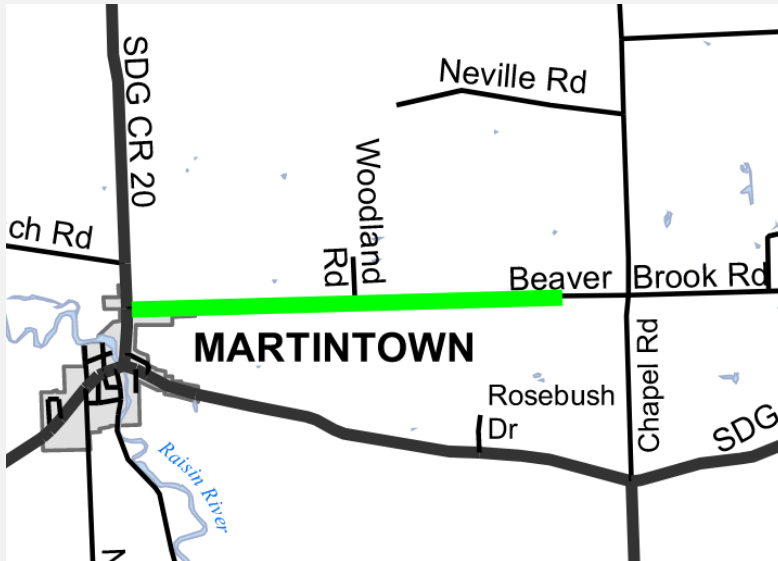 SDG CR 20
Neville Rd
Woodland
Rd
ch Rd
Beaver Brook Rd
MARTINTOWN
Rosebush
Dr
Chapel Rd
SDG
Raisin River
N